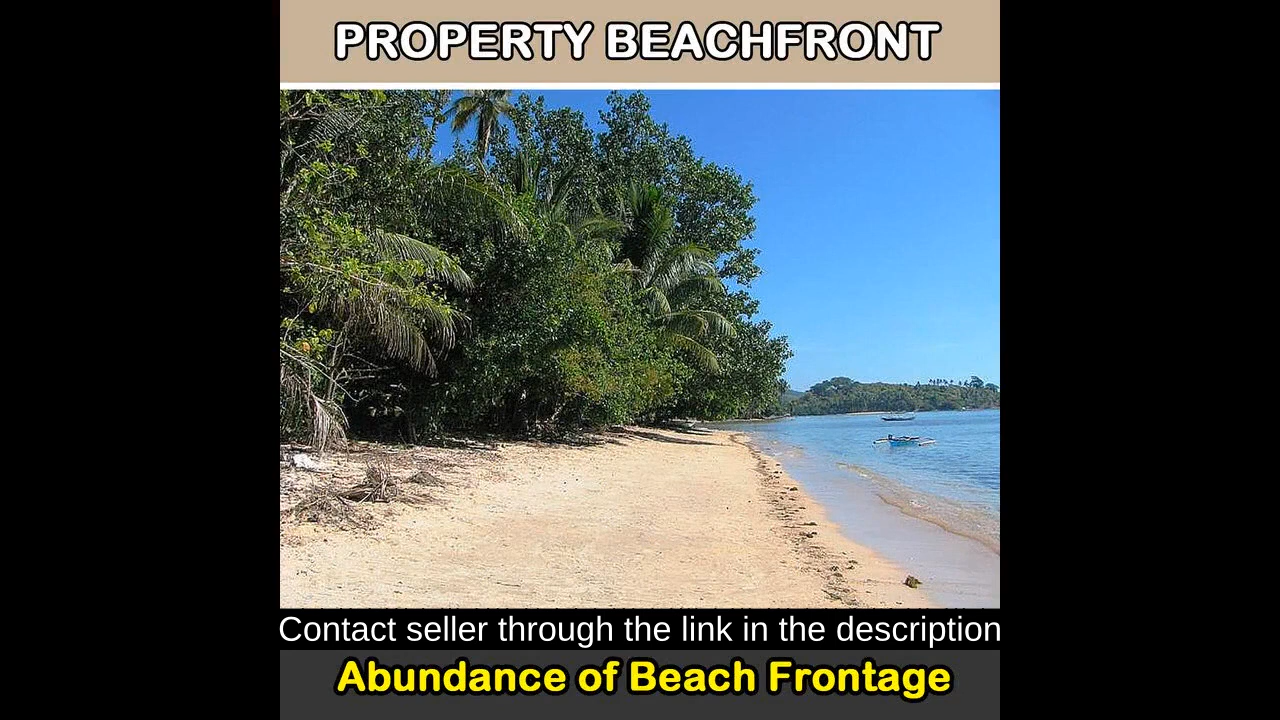 PROPERTY BEACHFRONT
Contact seller through the link in the description
Abundance of Beach Frontage